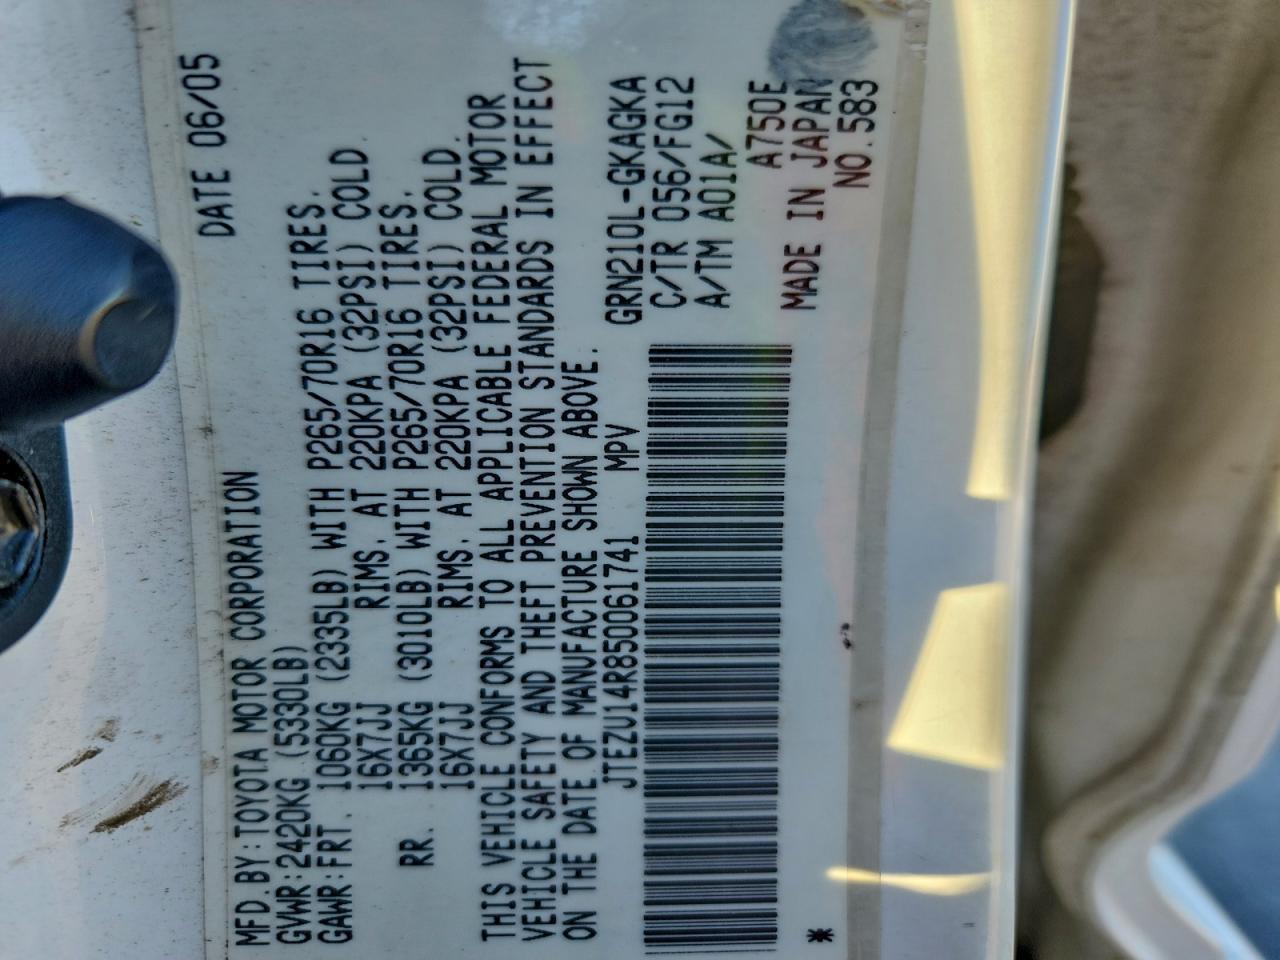 MFD. BY: TOYOTA MOTOR CORPORATION DATE 06/05
GVWR: 2420KG (5330LB)
GAWR: FRT. 1060KG (2335LB) WITH P265/70R16 TIRES.
16X7JJ RIMS. AT 220KPA (32PSI) COLD
RR. 1365KG (3010LB) WITH P265/70R16 TIRES.
16X7JJ RIMS. AT 220KPA (32PSI) COLD.
THIS VEHICLE CONFORMS TO ALL APPLICABLE FEDERAL MOTOR
VEHICLE SAFETY AND THEFT PREVENTION STANDARDS IN EFFECT
ON THE DATE OF MANUFACTURE SHOWN ABOVE.
JTEZU14R850061741 MPV
GRN210L-GKAGKA
C/TR 056/FG12
A/TM A01A/
A750E
MADE IN JAPAN
NO.583
*